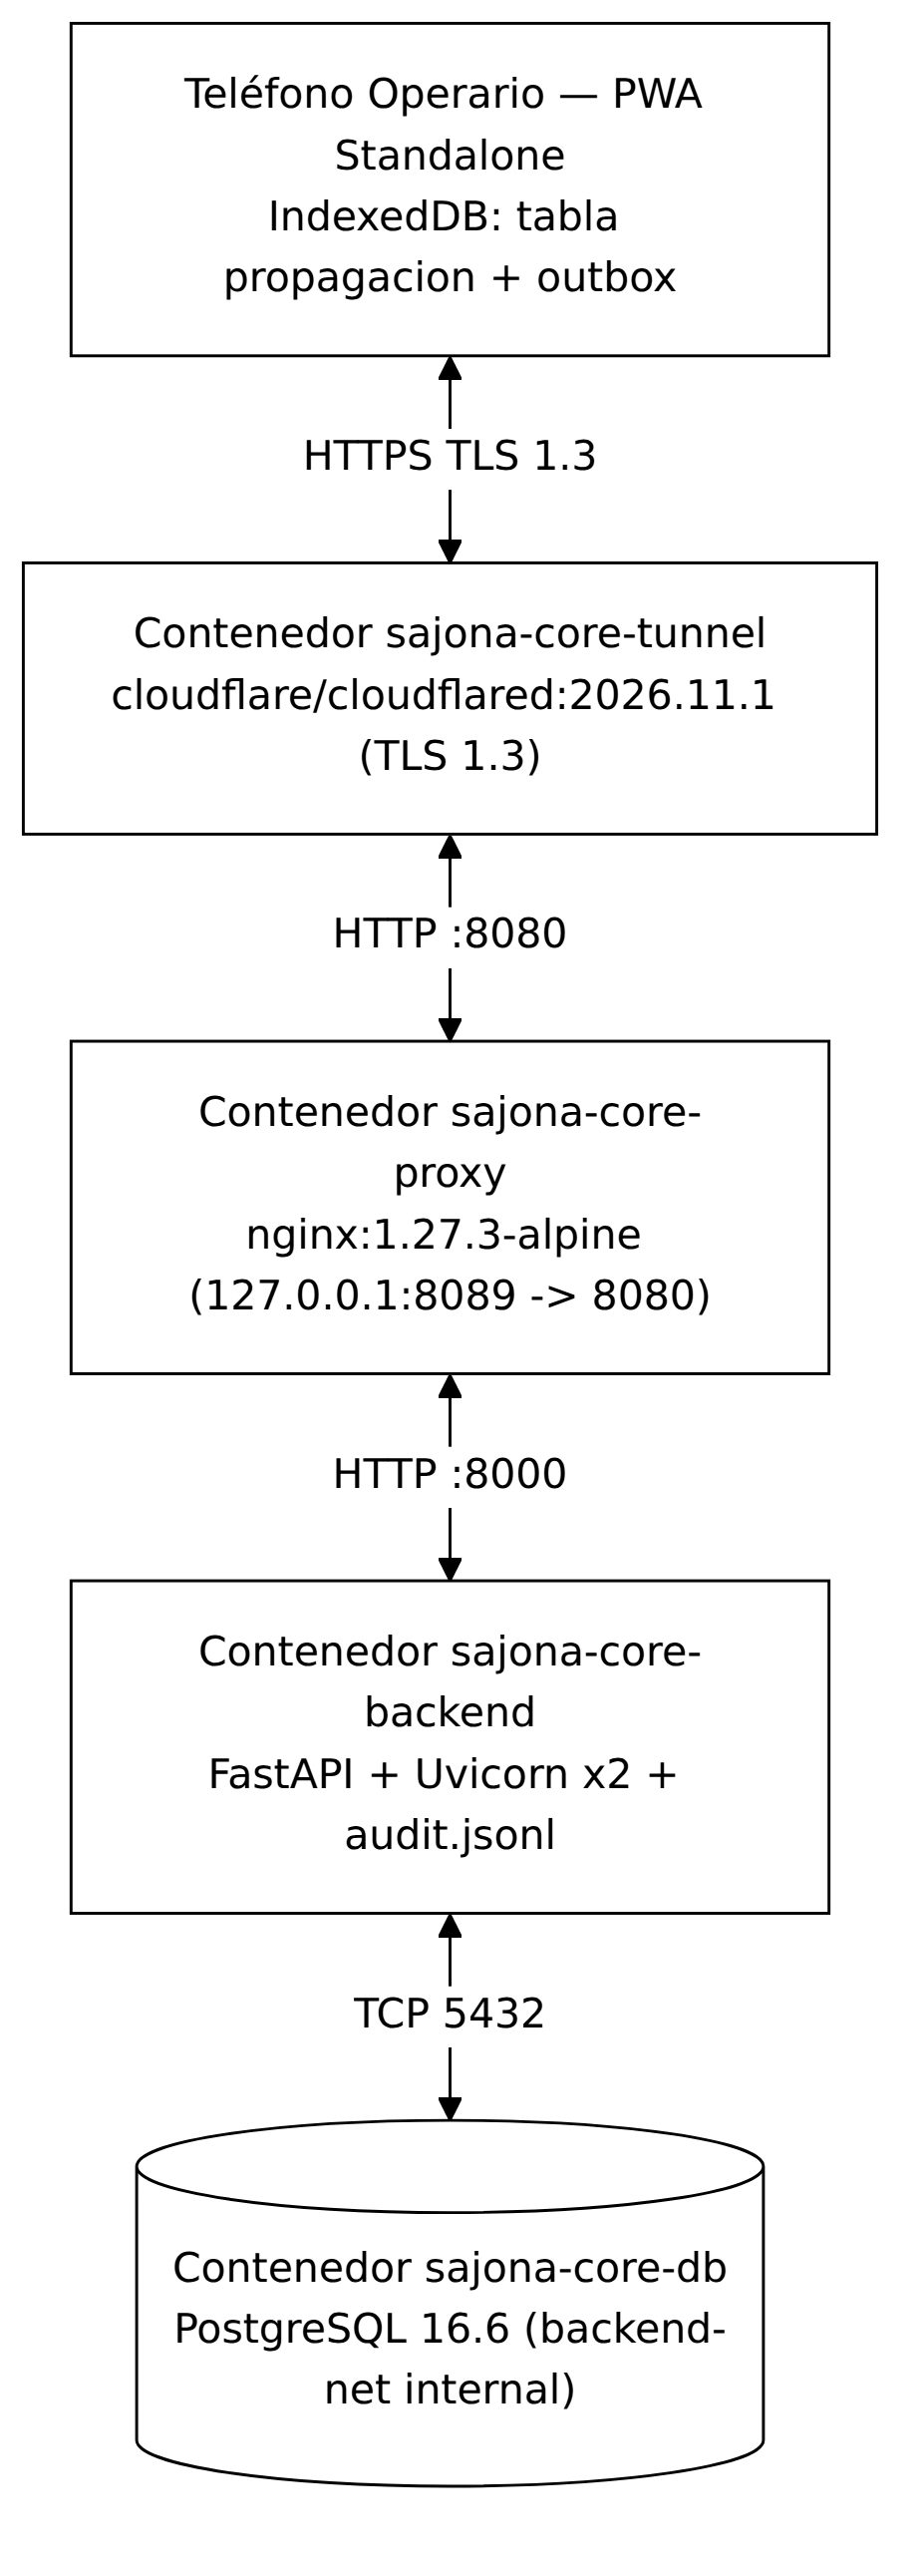 Teléfono Operario — PWA
Standalone
IndexedDB: tabla
propagacion + outbox
HTTPS TLS 1.3
Contenedor sajona-core-tunnel
cloudflare/cloudflared:2026.11.1
(TLS 1.3)
HTTP :8080
Contenedor sajona-core-
proxy
nginx:1.27.3-alpine
(127.0.0.1:8089 -> 8080)
HTTP :8000
Contenedor sajona-core-
backend
FastAPI + Uvicorn x2 +
audit.jsonl
TCP 5432
Contenedor sajona-core-db
PostgreSQL 16.6 (backend-
net internal)